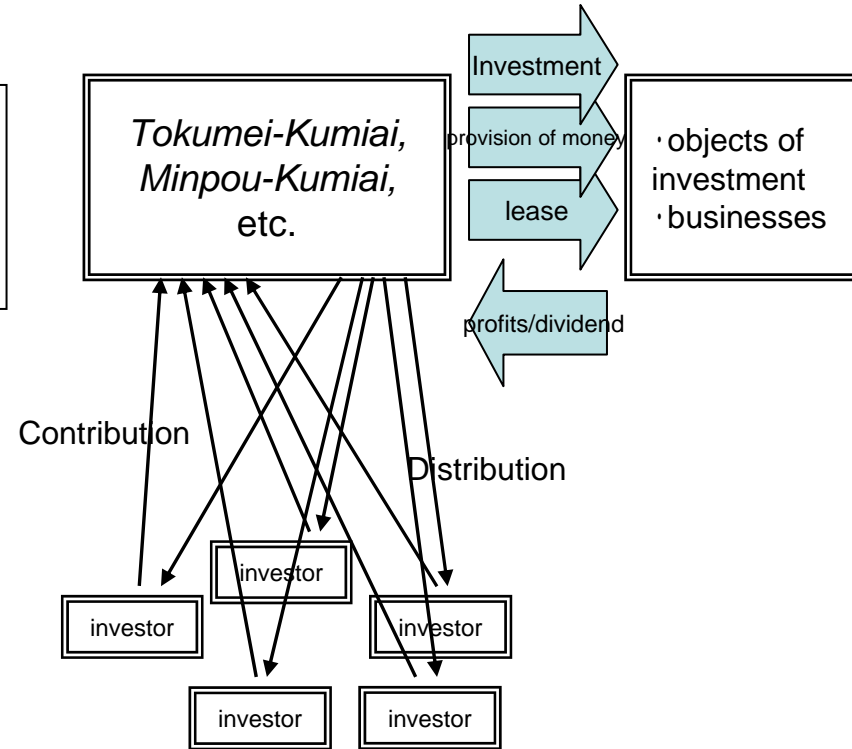 Investment
Tokumei-Kumiai,
Minpou-Kumiai,
etc.
provision of money
lease
・objects of
investment
・businesses
profits/dividend
Contribution
Distribution
investor
investor
investor
investor
investor